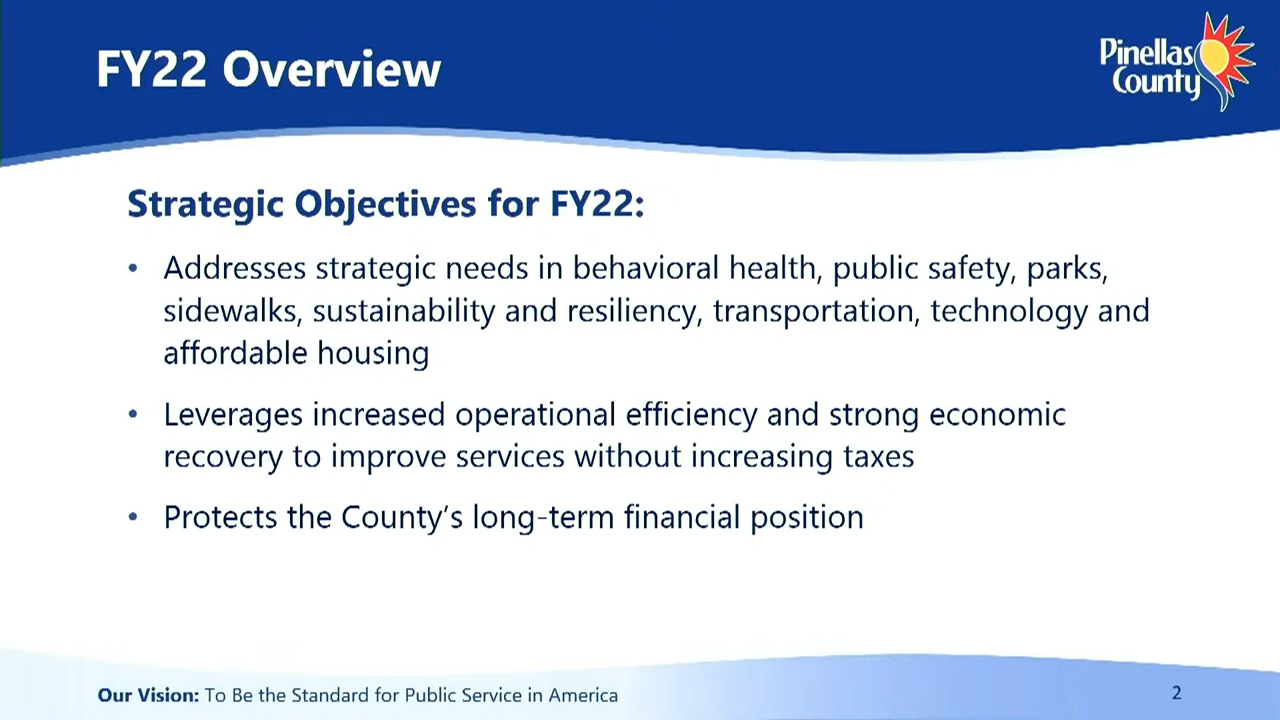 FY22 Overview
Pinellas
County
Strategic Objectives for FY22:
• Addresses strategic needs in behavioral health, public safety, parks,
sidewalks, sustainability and resiliency, transportation, technology and
affordable housing
• Leverages increased operational efficiency and strong economic
recovery to improve services without increasing taxes
• Protects the County’s long-term financial position
Our Vision: To Be the Standard for Public Service in America
2